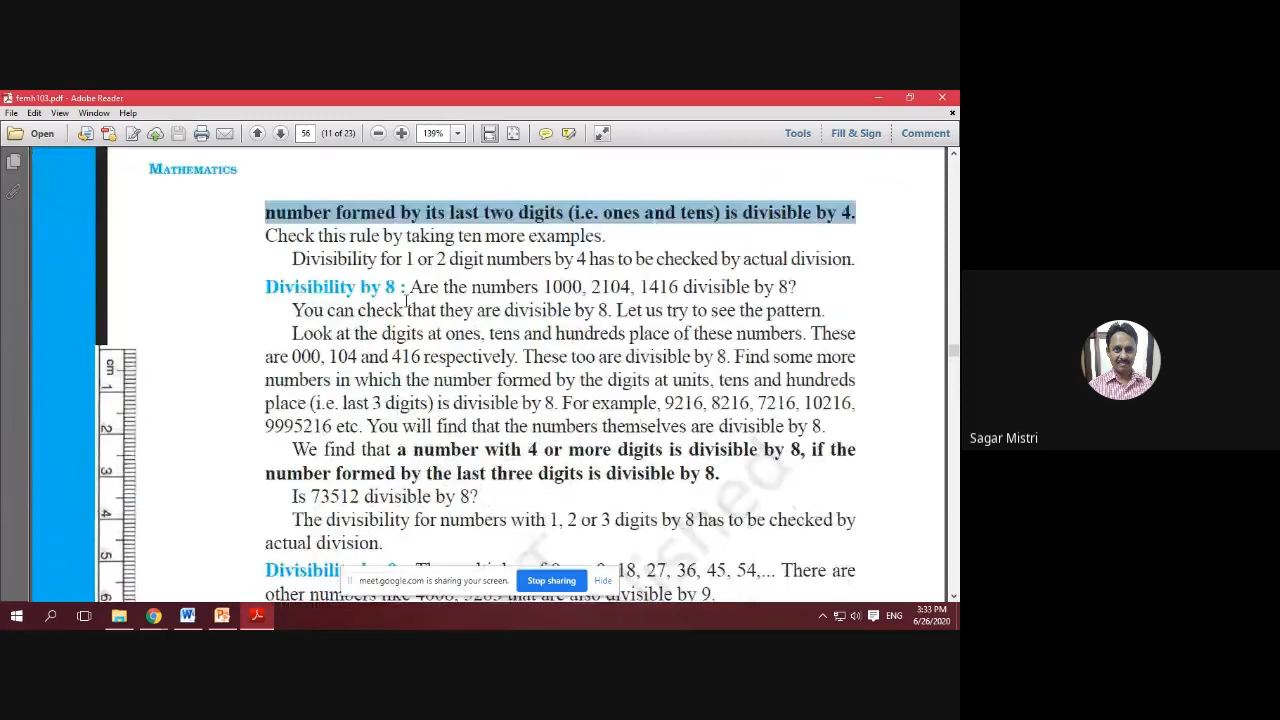 femh103.pdf - Adobe Reader
File Edit View Window Help
Open 56 (11 of 23) 139% Tools Fill & Sign Comment
MATHEMATICS
number formed by its last two digits (i.e. ones and tens) is divisible by 4.
Check this rule by taking ten more examples.
Divisibility for 1 or 2 digit numbers by 4 has to be checked by actual division.
Divisibility by 8 : Are the numbers 1000, 2104, 1416 divisible by 8?
You can check that they are divisible by 8. Let us try to see the pattern.
Look at the digits at ones, tens and hundreds place of these numbers. These
are 000, 104 and 416 respectively. These too are divisible by 8. Find some more
numbers in which the number formed by the digits at units, tens and hundreds
place (i.e. last 3 digits) is divisible by 8. For example, 9216, 8216, 7216, 10216,
9995216 etc. You will find that the numbers themselves are divisible by 8.
We find that a number with 4 or more digits is divisible by 8, if the
number formed by the last three digits is divisible by 8.
Is 73512 divisible by 8?
The divisibility for numbers with 1, 2 or 3 digits by 8 has to be checked by
actual division.
18, 27, 36, 45, 54,... There are
that are also divisible by 9.
meet.google.com is sharing your screen. Stop sharing Hide
cm 1 2 3 4 5 6
Sagar Mistri
ENG
3:33 PM
6/26/2020